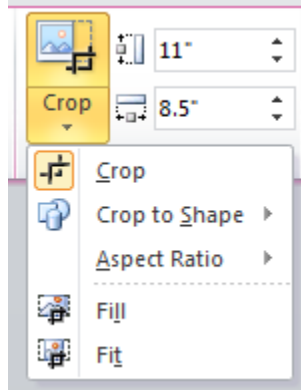 11"
Crop
8.5"
Crop
Crop to Shape
Aspect Ratio
Fill
Fit